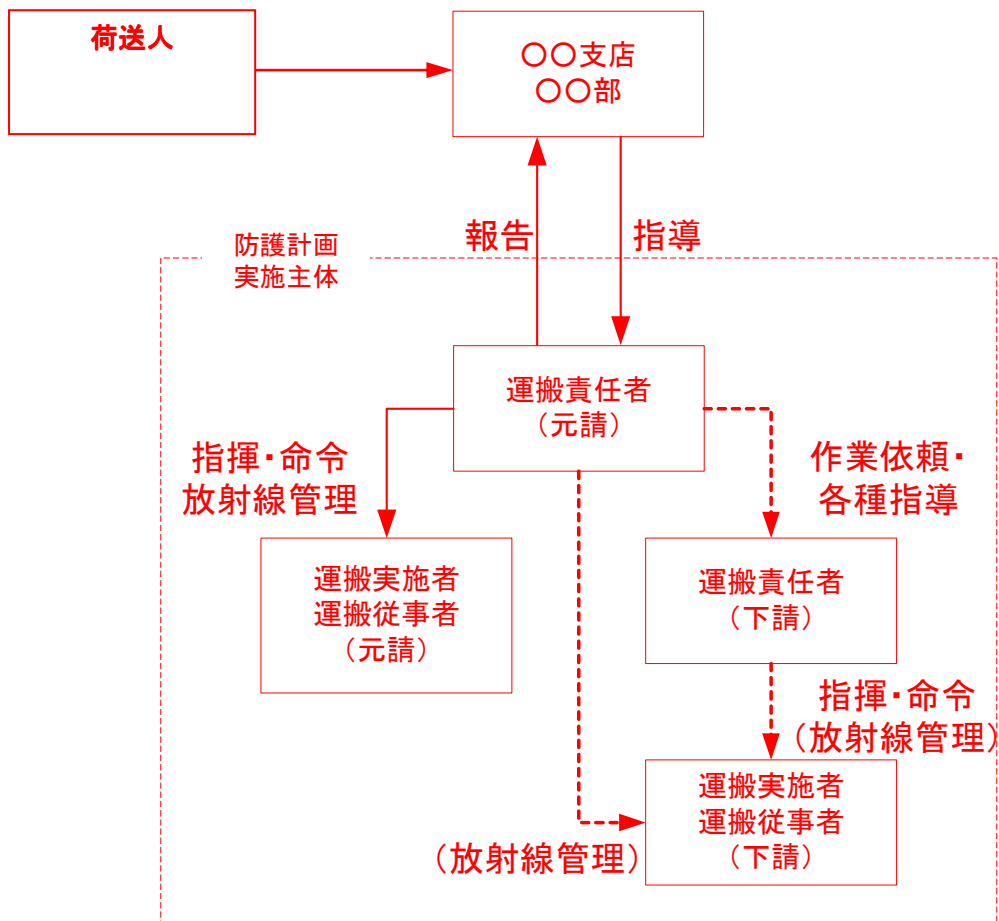 荷送人
〇〇支店
〇〇部
報告
指導
防護計画
実施主体
運搬責任者
（元請）
指揮・命令
放射線管理
作業依頼・
各種指導
運搬実施者
運搬従事者
（元請）
運搬責任者
（下請）
指揮・命令
（放射線管理）
運搬実施者
運搬従事者
（下請）
（放射線管理）